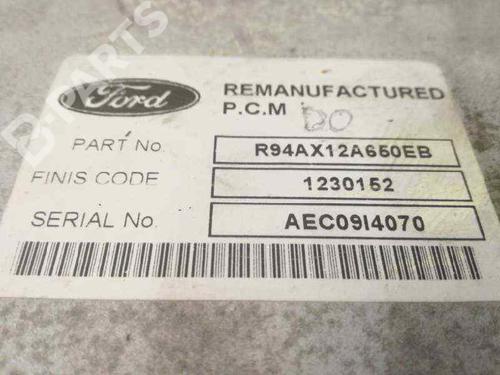 B-PARTS
Ford
REMANUFACTURED
P.C.M
DO
PART No. R94AX12A650EB
FINIS CODE 1230152
SERIAL No. AEC09I4070